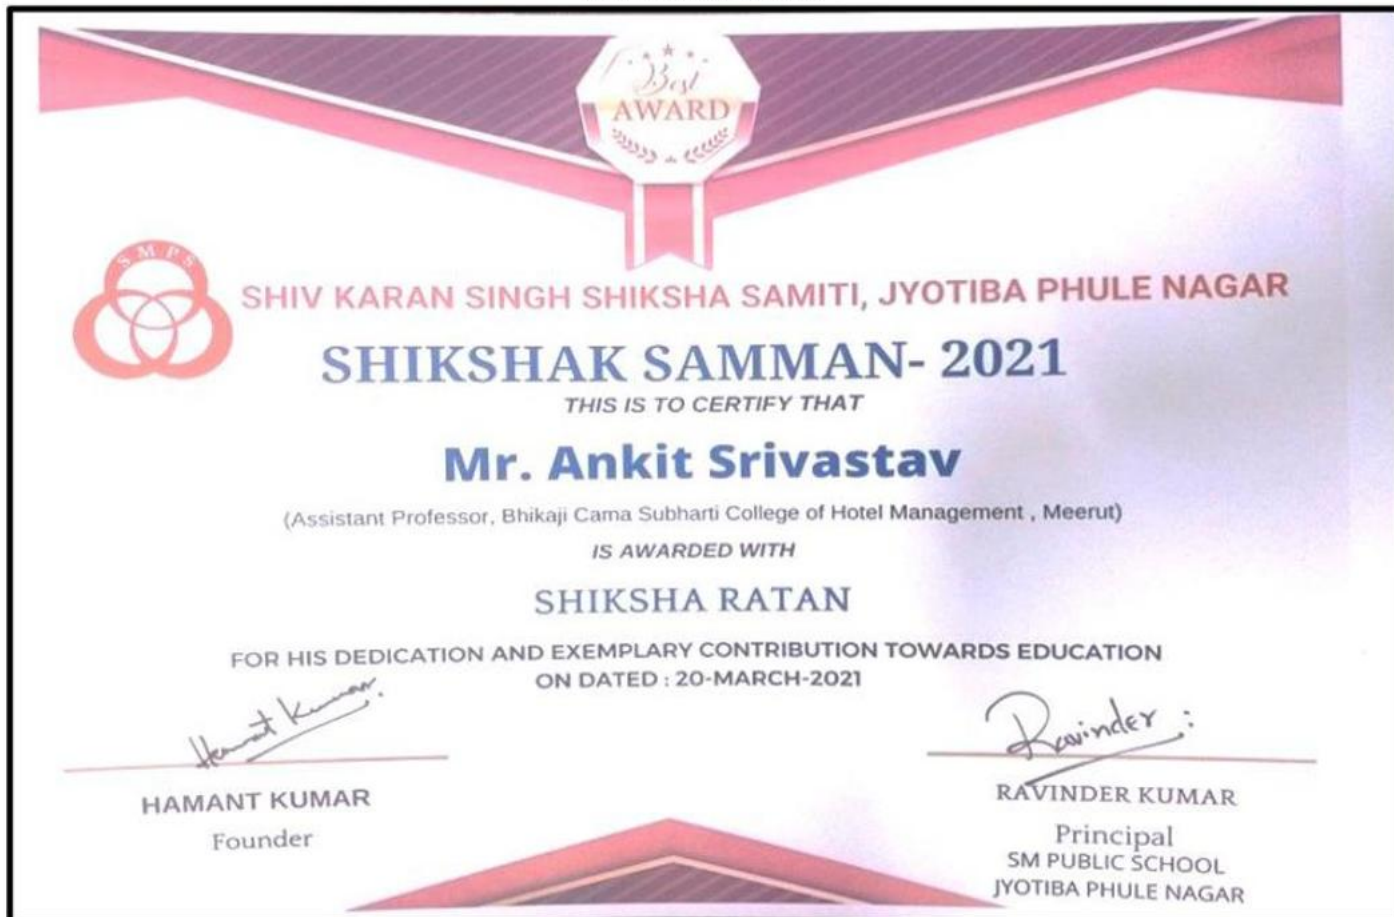 Best
AWARD
SMPS
SHIV KARAN SINGH SHIKSHA SAMITI, JYOTIBA PHULE NAGAR
SHIKSHAK SAMMAN- 2021
THIS IS TO CERTIFY THAT
Mr. Ankit Srivastav
(Assistant Professor, Bhikaji Cama Subharti College of Hotel Management , Meerut)
IS AWARDED WITH
SHIKSHA RATAN
FOR HIS DEDICATION AND EXEMPLARY CONTRIBUTION TOWARDS EDUCATION
ON DATED : 20-MARCH-2021
Hamant Kumar.
HAMANT KUMAR
Founder
Ravinder :
RAVINDER KUMAR
Principal
SM PUBLIC SCHOOL
JYOTIBA PHULE NAGAR